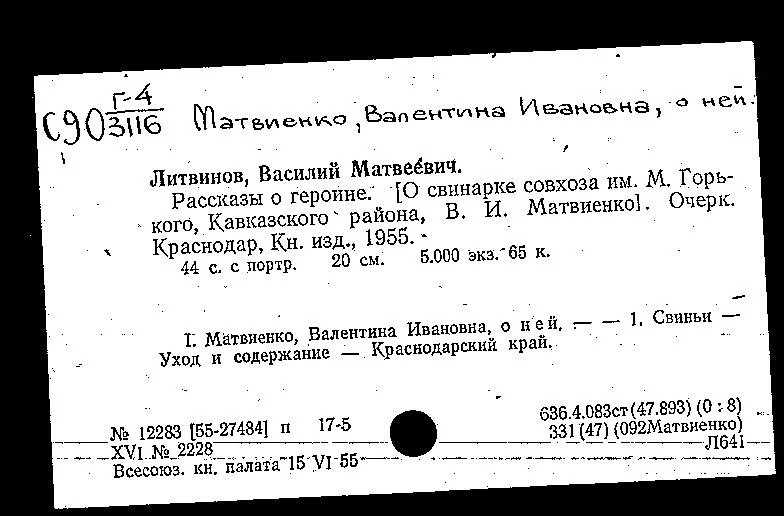 Г-4
С90 3116
Матвиенко, Валентина Ивановна, о ней.
Литвинов, Василий Матвеевич.
Рассказы о героине. [О свинарке совхоза им. М. Горь-
кого, Кавказского района, В. И. Матвиенко]. Очерк.
Краснодар, Кн. изд., 1955.
44 с. с портр. 20 см. 5.000 экз. 65 к.
I. Матвиенко, Валентина Ивановна, о ней. — — 1. Свиньи —
Уход и содержание — Краснодарский край.
№ 12283 [55-27484] п 17-5
636.4.083ст(47.893) (0 : 8)
XVI № 2228
331 (47) (092Матвиенко)
Л641
Всесоюз. кн. палата 15 VI 55